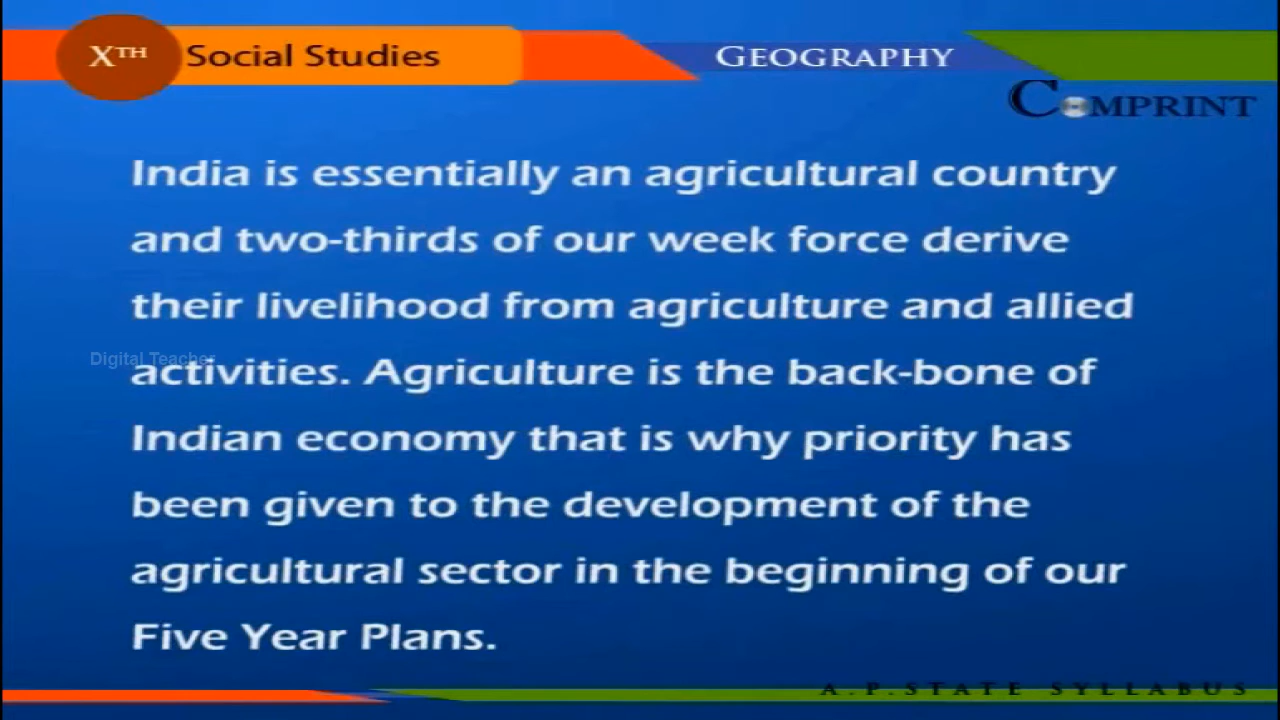 XTH Social Studies GEOGRAPHY
COMPRINT
India is essentially an agricultural country
and two-thirds of our week force derive
their livelihood from agriculture and allied
Digital Teacher
activities. Agriculture is the back-bone of
Indian economy that is why priority has
been given to the development of the
agricultural sector in the beginning of our
Five Year Plans.
A.P.STATE SYLLABUS